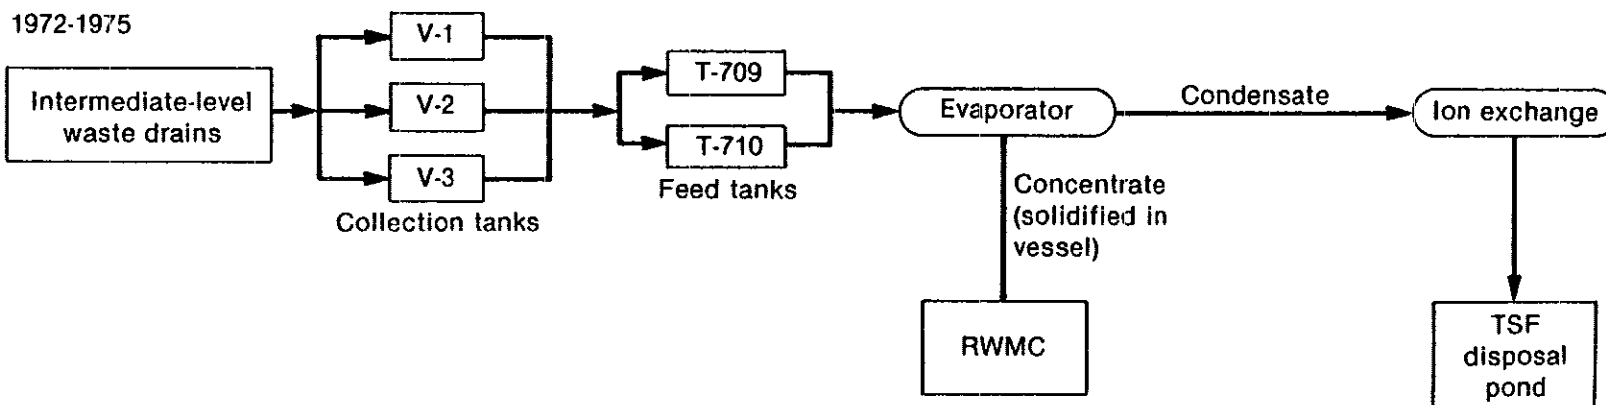 1972-1975
Intermediate-level
waste drains
V-1
V-2
V-3
Collection tanks
T-709
T-710
Feed tanks
Evaporator
Condensate
Ion exchange
Concentrate
(solidified in
vessel)
RWMC
TSF
disposal
pond